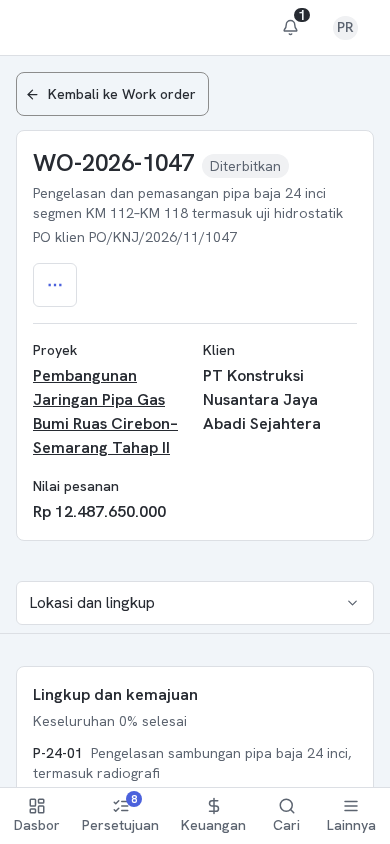 1
PR
Kembali ke Work order
WO-2026-1047 Diterbitkan
Pengelasan dan pemasangan pipa baja 24 inci
segmen KM 112–KM 118 termasuk uji hidrostatik
PO klien PO/KNJ/2026/11/1047
...
Proyek
Pembangunan
Jaringan Pipa Gas
Bumi Ruas Cirebon–
Semarang Tahap II
Klien
PT Konstruksi
Nusantara Jaya
Abadi Sejahtera
Nilai pesanan
Rp 12.487.650.000
Lokasi dan lingkup
Lingkup dan kemajuan
Keseluruhan 0% selesai
P-24-01 Pengelasan sambungan pipa baja 24 inci,
termasuk radiografi
8
Dasbor Persetujuan Keuangan Cari Lainnya